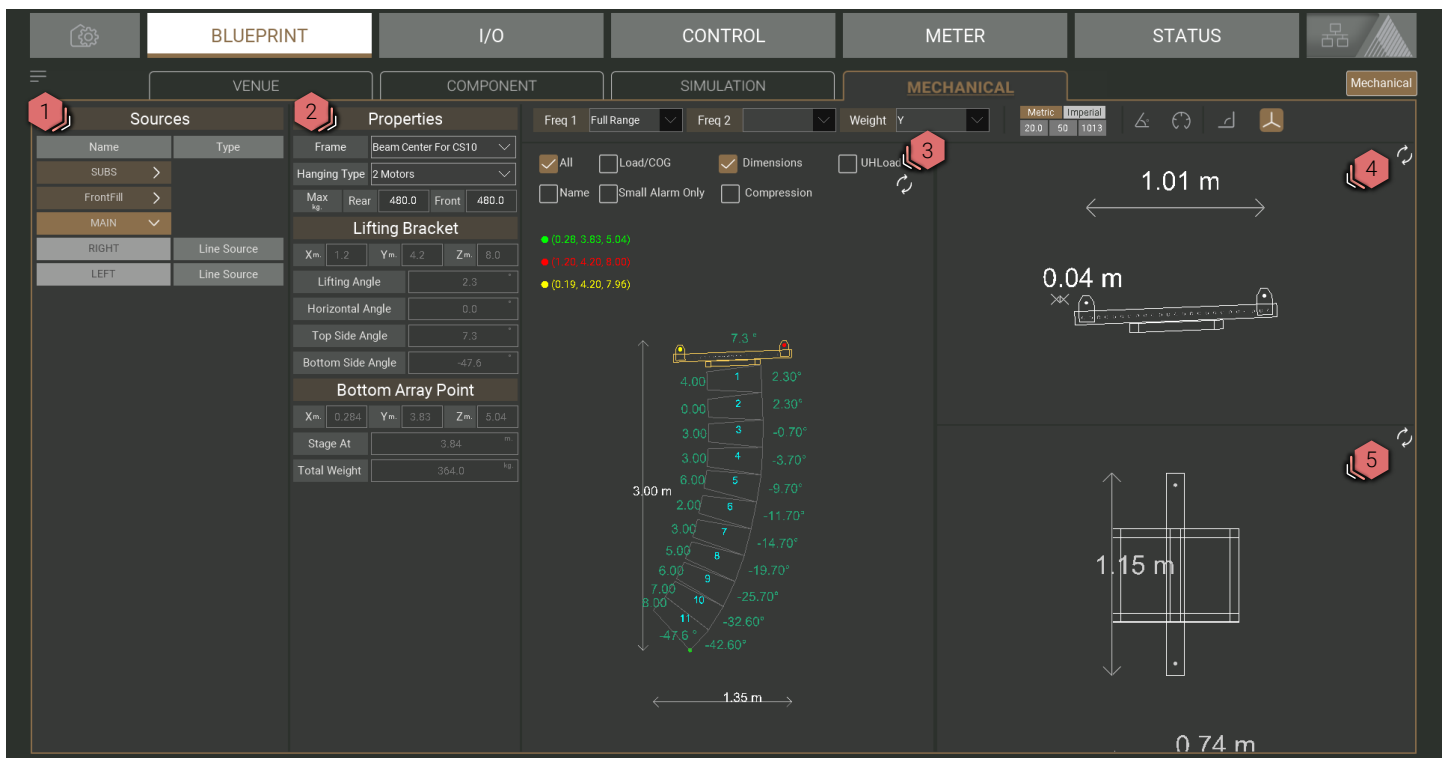 BLUEPRINT I/O CONTROL METER STATUS
VENUE COMPONENT SIMULATION MECHANICAL Mechanical
1 Sources
Name Type
SUBS
FrontFill
MAIN
RIGHT Line Source
LEFT Line Source
2 Properties
Frame Beam Center For CS10
Hanging Type 2 Motors
Max kg. Rear 480.0 Front 480.0
Lifting Bracket
X m. 1.2 Y m. 4.2 Z m. 8.0
Lifting Angle 2.3 °
Horizontal Angle 0.0 °
Top Side Angle 7.3 °
Bottom Side Angle -47.6 °
Bottom Array Point
X m. 0.284 Y m. 3.83 Z m. 5.04
Stage At 3.84 m.
Total Weight 364.0 kg.
Freq 1 Full Range Freq 2 Weight Y
Metric Imperial
20.0 50 1013
3
All Load/COG Dimensions UHLoad
Name Small Alarm Only Compression
(0.28, 3.83, 5.04)
(1.20, 4.20, 8.00)
(0.19, 4.20, 7.96)
7.3 °
4.00 1 2.30°
0.00 2 2.30°
3.00 3 -0.70°
3.00 4 -3.70°
6.00 5 -9.70°
3.00 m
2.00 6 -11.70°
3.00 7 -14.70°
5.00 8 -19.70°
6.00 9 -25.70°
7.00 10 -32.60°
8.00 11 -42.60°
-47.6 °
1.35 m
4
1.01 m
0.04 m
5
1.15 m
0.74 m